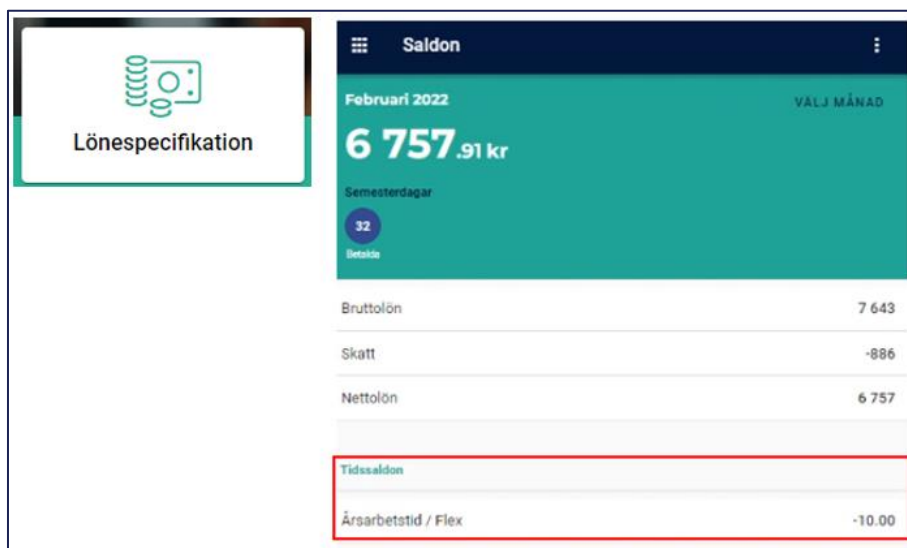 Lönespecifikation
Saldon
Februari 2022
VÄLJ MÅNAD
6 757.91 kr
Semesterdagar
32
Betalda
Bruttolön 7 643
Skatt -886
Nettolön 6 757
Tidssaldon
Årsarbetstid / Flex -10.00